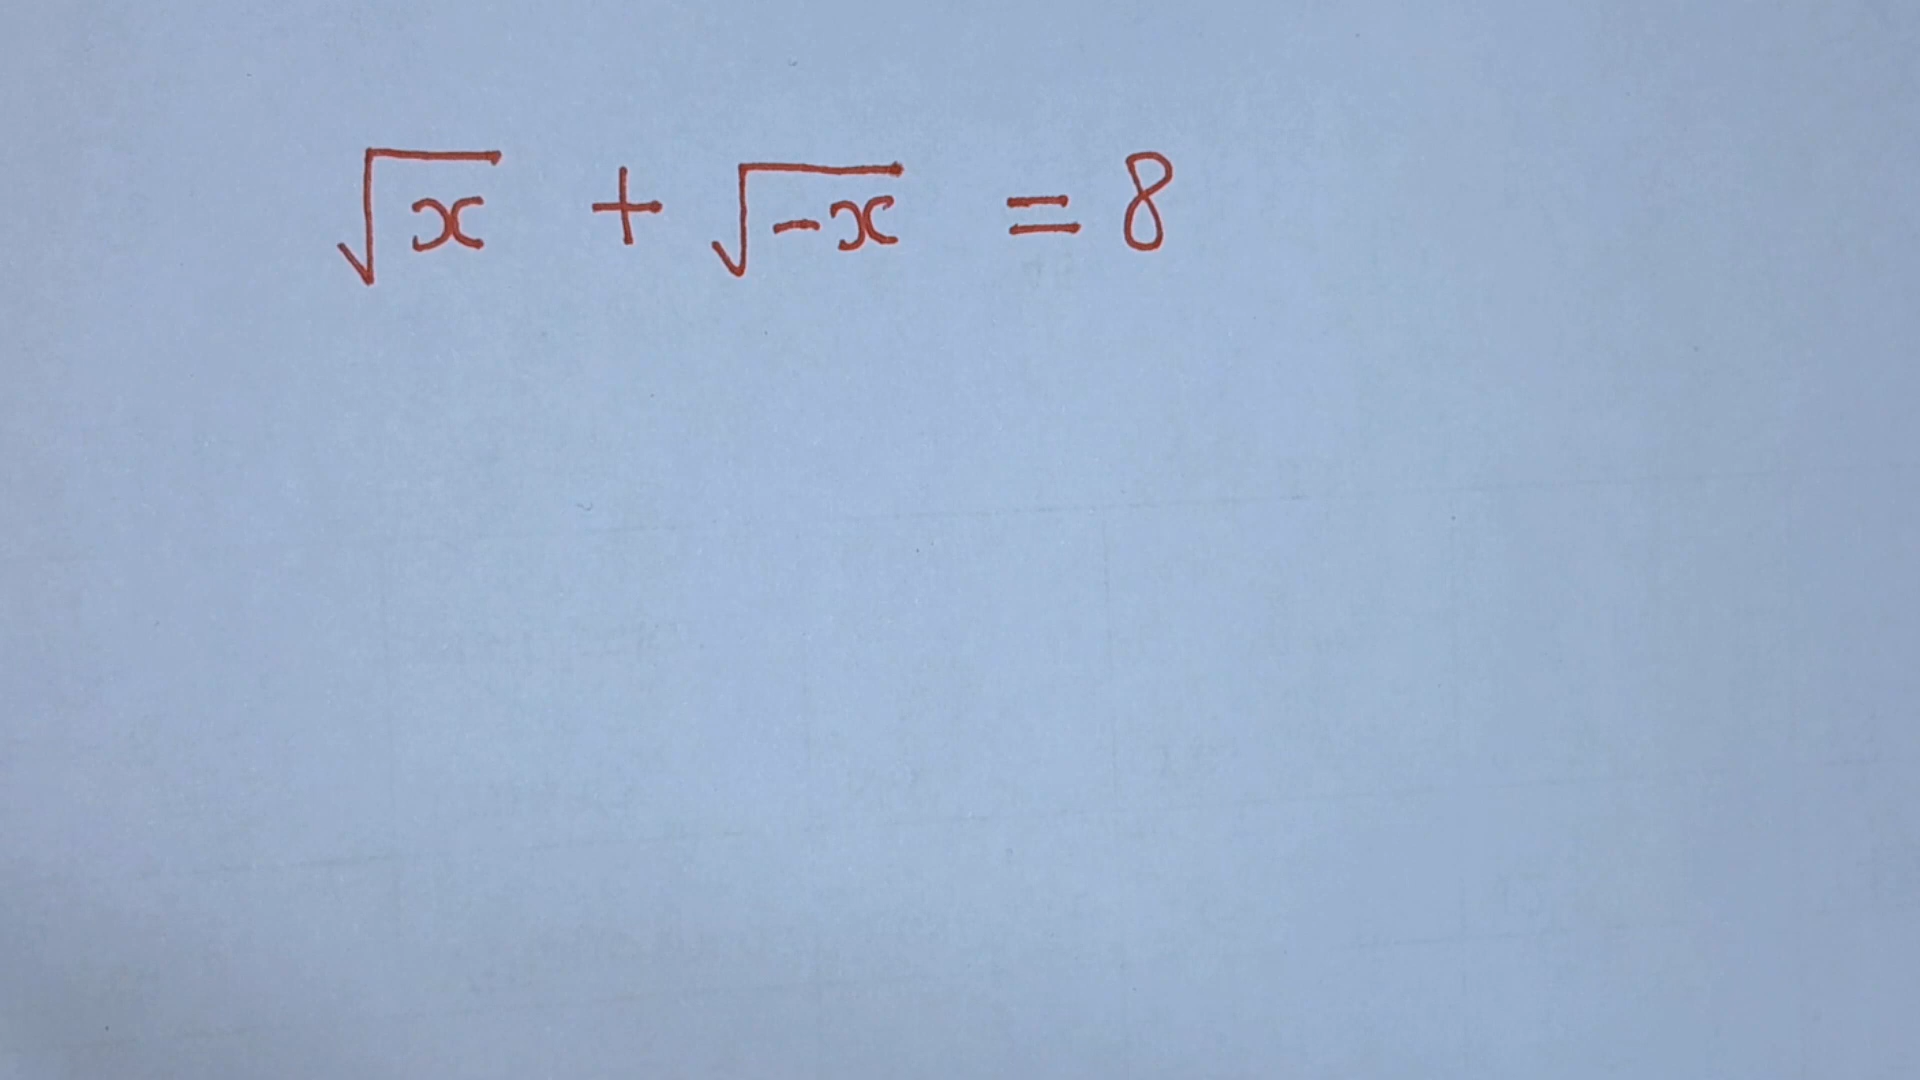 √x + √-x = 8